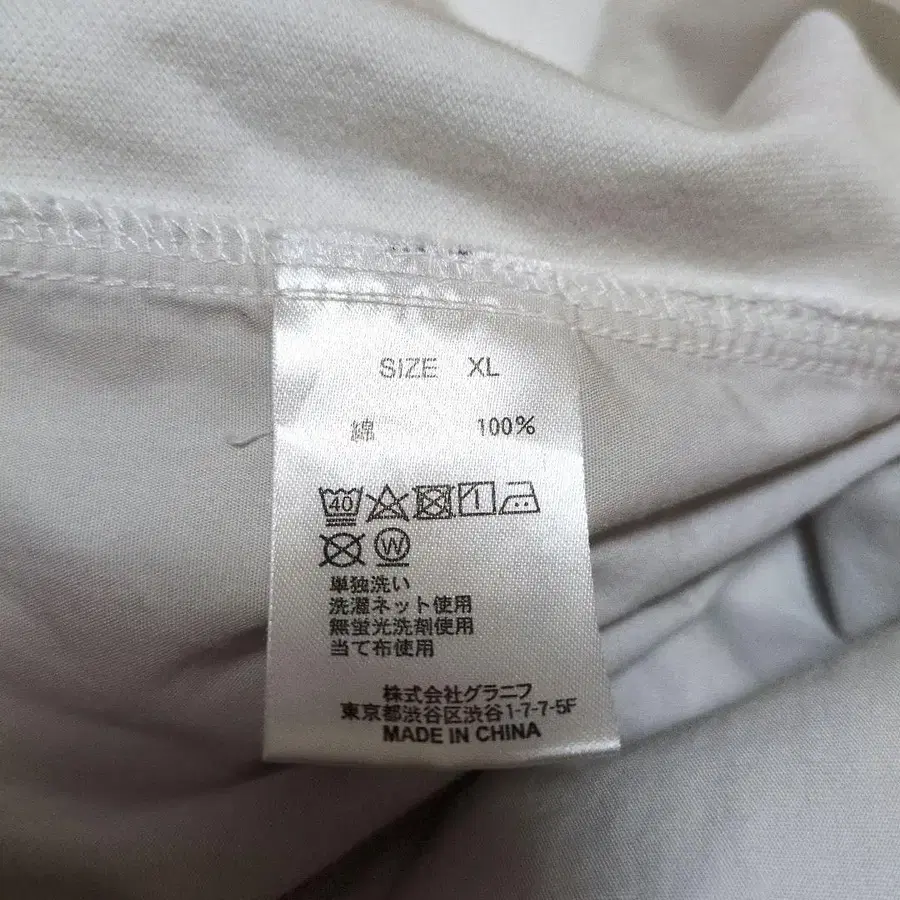 SIZE XL
綿 100%
40
W
単独洗い
洗濯ネット使用
無蛍光洗剤使用
当て布使用
株式会社グラニフ
東京都渋谷区渋谷1-7-7-5F
MADE IN CHINA